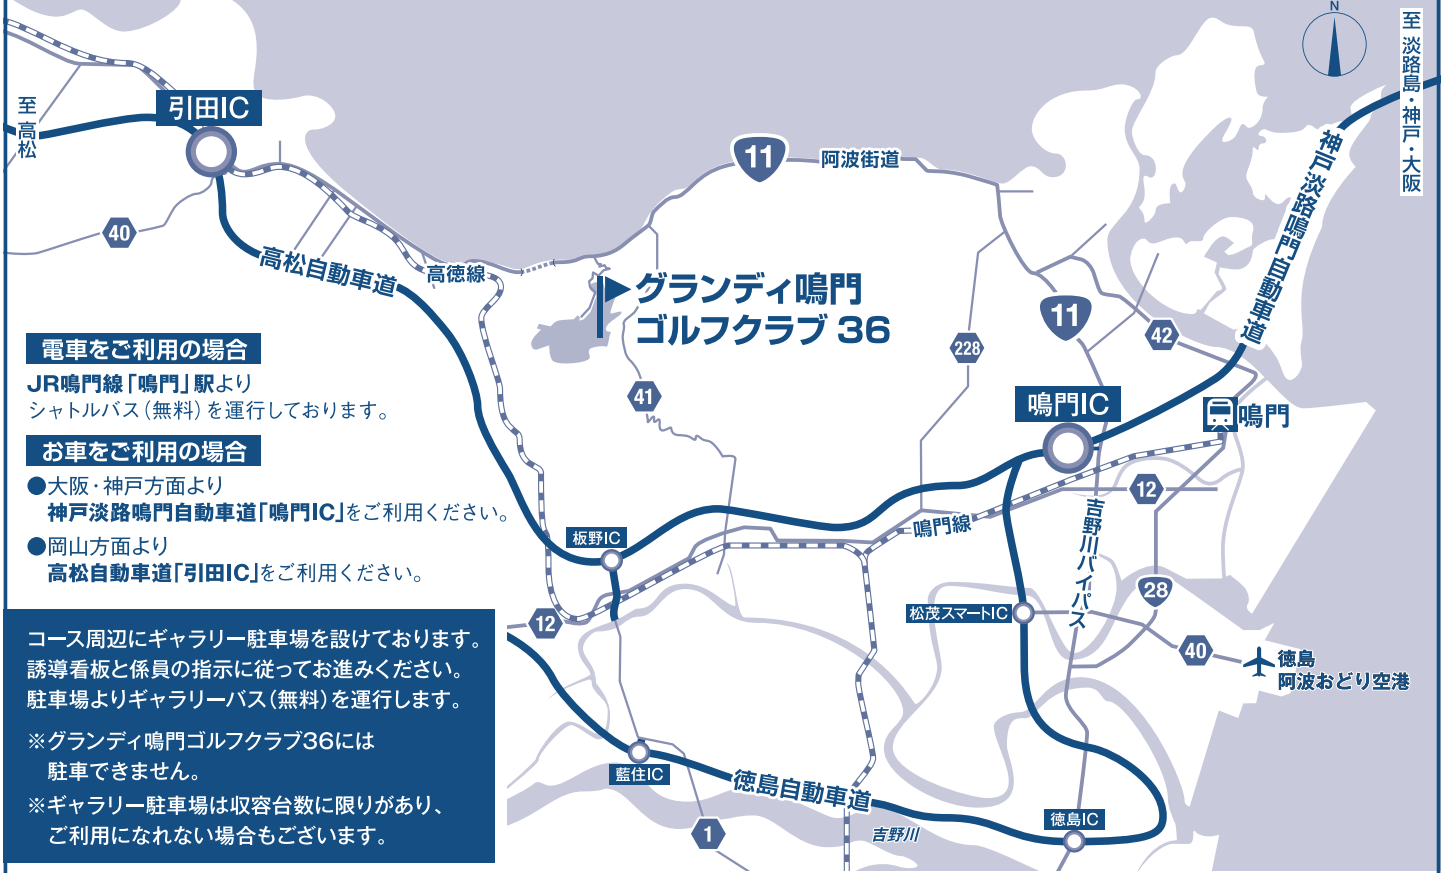 N
至 淡路島・神戸・大阪
至 高松
引田IC
11
阿波街道
神戸淡路鳴門自動車道
40
高松自動車道
高徳線
グランディ鳴門
ゴルフクラブ 36
11
42
228
41
鳴門IC
鳴門
電車をご利用の場合
JR鳴門線「鳴門」駅より
シャトルバス(無料)を運行しております。
お車をご利用の場合
●大阪・神戸方面より
神戸淡路鳴門自動車道「鳴門IC」をご利用ください。
●岡山方面より
高松自動車道「引田IC」をご利用ください。
12
吉野川バイパス
鳴門線
板野IC
28
松茂スマートIC
12
40
徳島
阿波おどり空港
コース周辺にギャラリー駐車場を設けております。
誘導看板と係員の指示に従ってお進みください。
駐車場よりギャラリーバス(無料)を運行します。
※グランディ鳴門ゴルフクラブ36には
駐車できません。
※ギャラリー駐車場は収容台数に限りがあり、
ご利用になれない場合もございます。
藍住IC
徳島自動車道
1
吉野川
徳島IC